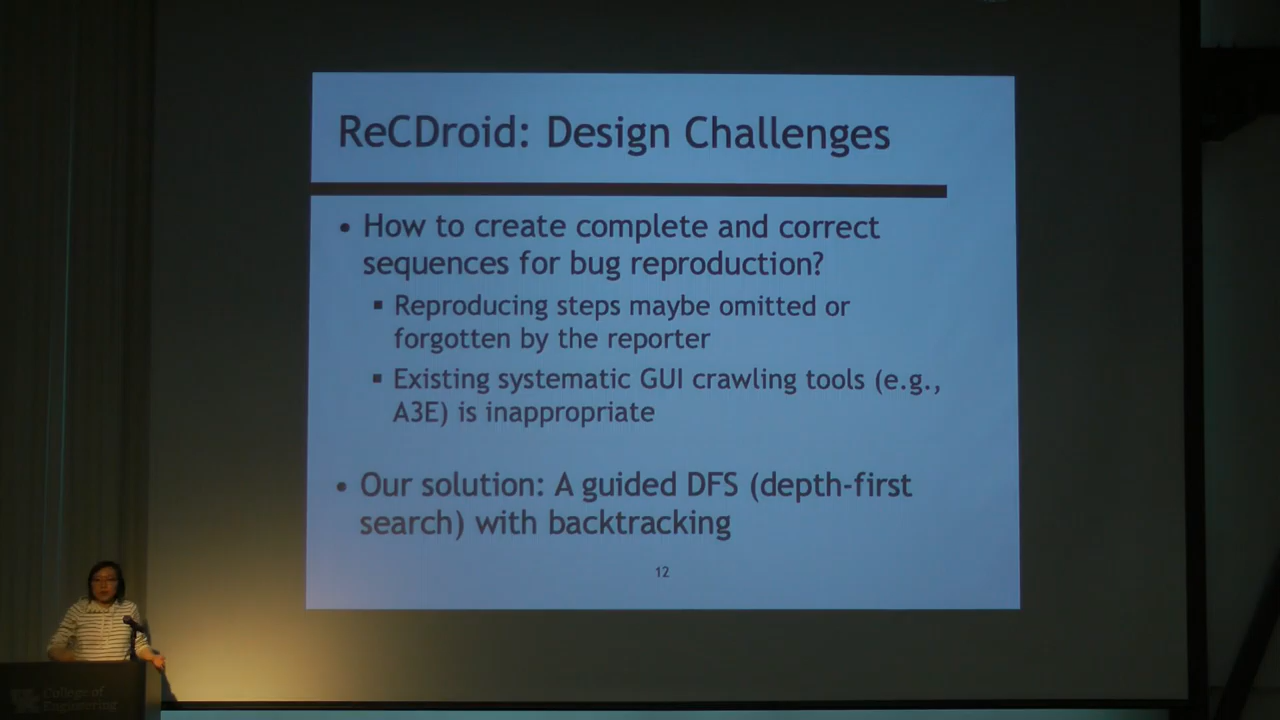 ReCDroid: Design Challenges
• How to create complete and correct
sequences for bug reproduction?
▪ Reproducing steps maybe omitted or
forgotten by the reporter
▪ Existing systematic GUI crawling tools (e.g.,
A3E) is inappropriate
• Our solution: A guided DFS (depth-first
search) with backtracking
12
College of
Engineering